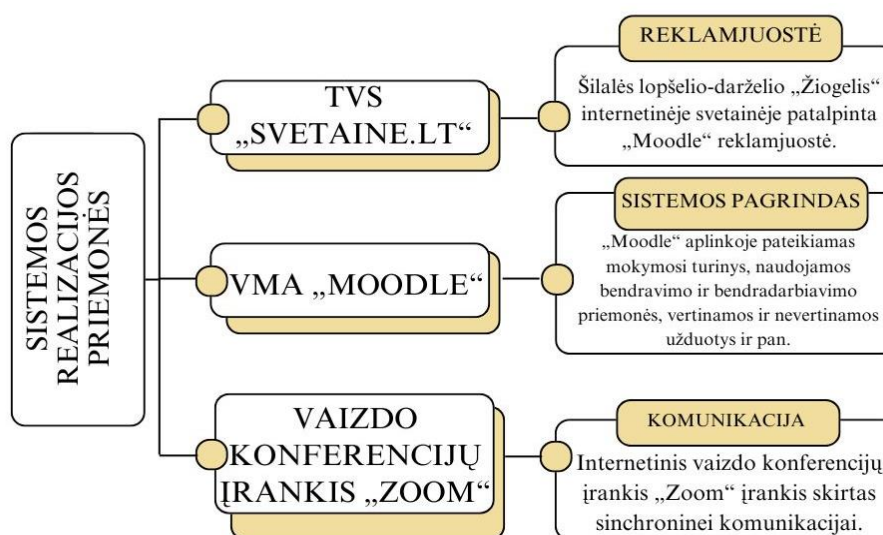 SISTEMOS
REALIZACIJOS
PRIEMONĖS
TVS
„SVETAINE.LT“
REKLAMJUOSTĖ
Šilalės lopšelio-darželio „Žiogelis“
internetinėje svetainėje patalpinta
„Moodle“ reklamjuostė.
VMA „MOODLE“
SISTEMOS PAGRINDAS
„Moodle“ aplinkoje pateikiamas
mokymosi turinys, naudojamos
bendravimo ir bendradarbiavimo
priemonės, vertinamos ir nevertinamos
užduotys ir pan.
VAIZDO
KONFERENCIJŲ
ĮRANKIS „ZOOM“
KOMUNIKACIJA
Internetinis vaizdo konferencijų
įrankis „Zoom“ įrankis skirtas
sinchroninei komunikacijai.